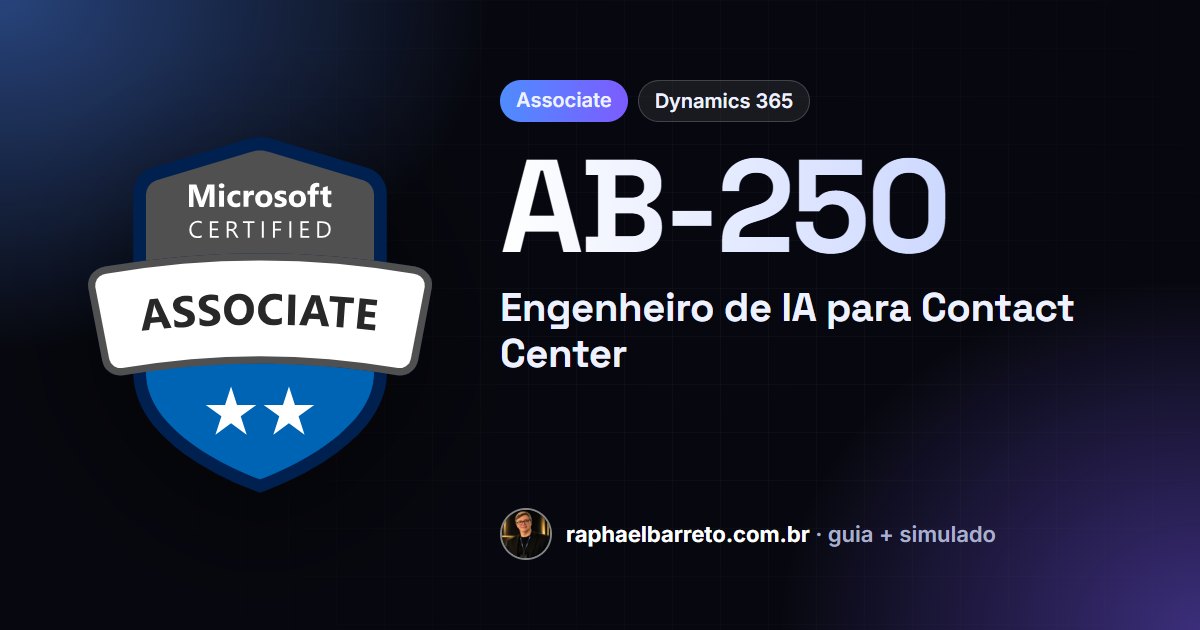 Microsoft
CERTIFIED
ASSOCIATE
Associate
Dynamics 365
AB-250
Engenheiro de IA para Contact
Center
raphaelbarreto.com.br · guia + simulado